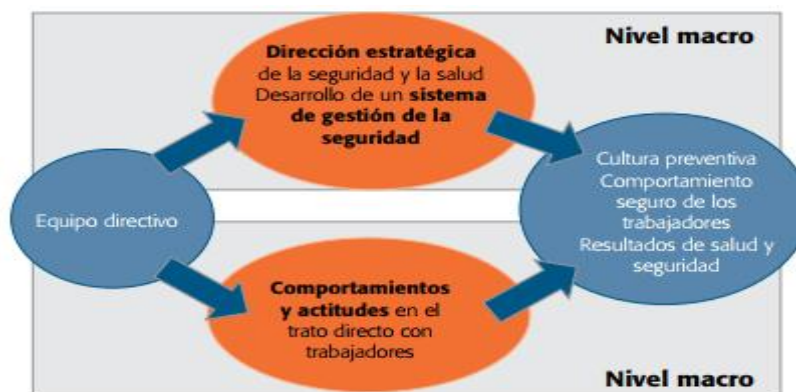 Nivel macro
Dirección estratégica
de la seguridad y la salud
Desarrollo de un sistema
de gestión de la
seguridad
Equipo directivo
Cultura preventiva
Comportamiento
seguro de los
trabajadores
Resultados de salud y
seguridad
Comportamientos
y actitudes en el
trato directo con
trabajadores
Nivel macro